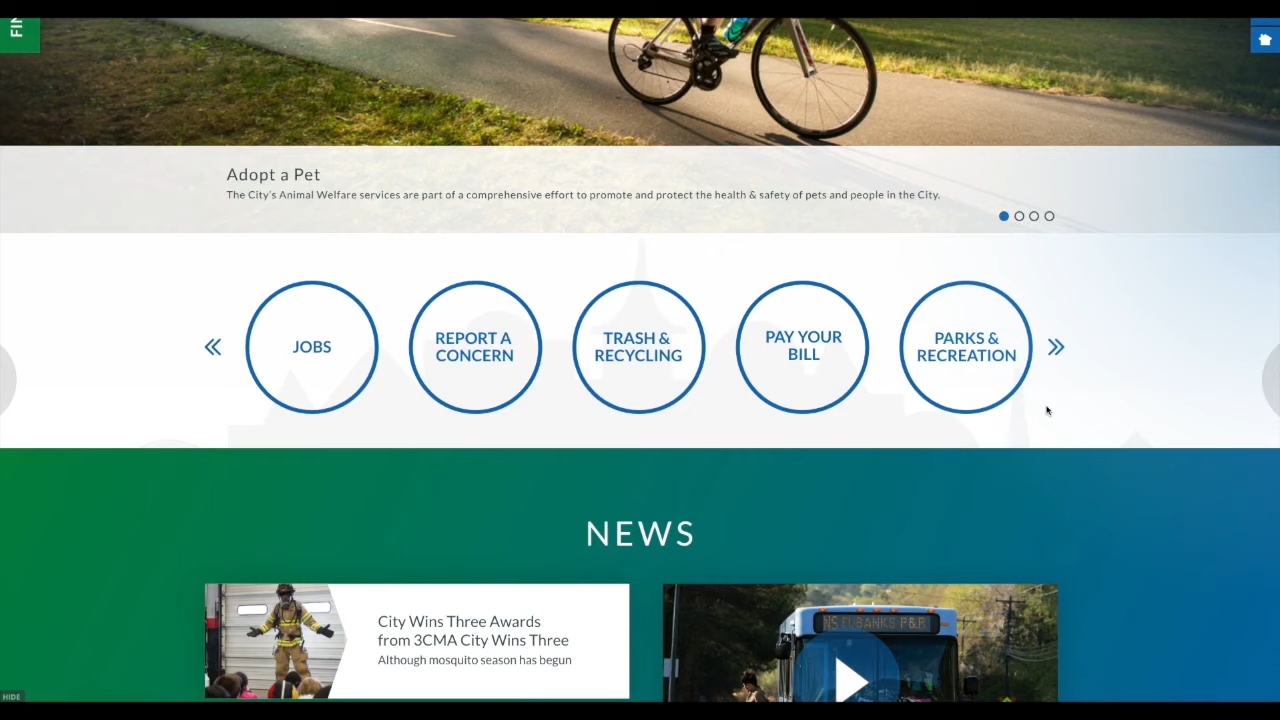 FIN
Adopt a Pet
The City's Animal Welfare services are part of a comprehensive effort to promote and protect the health & safety of pets and people in the City.
JOBS
REPORT A
CONCERN
TRASH &
RECYCLING
PAY YOUR
BILL
PARKS &
RECREATION
NEWS
City Wins Three Awards
from 3CMA City Wins Three
Although mosquito season has begun
HIDE